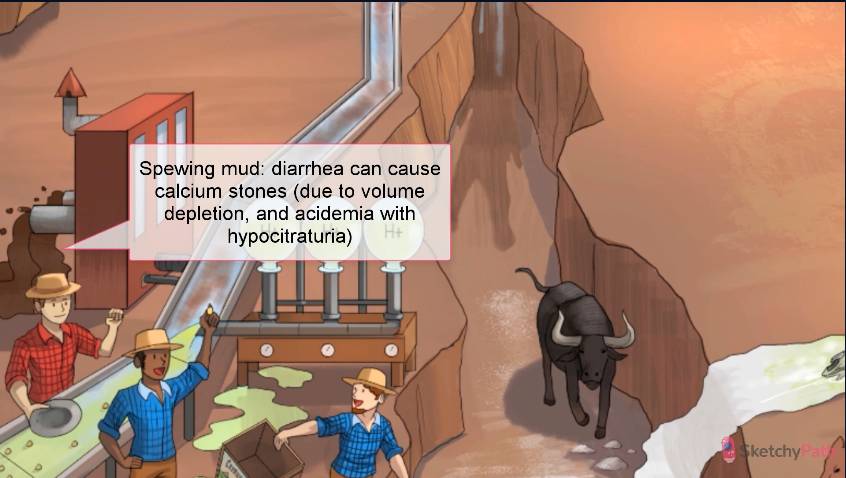 Spewing mud: diarrhea can cause
calcium stones (due to volume
depletion, and acidemia with
hypocitraturia)
H+
SketchyPath